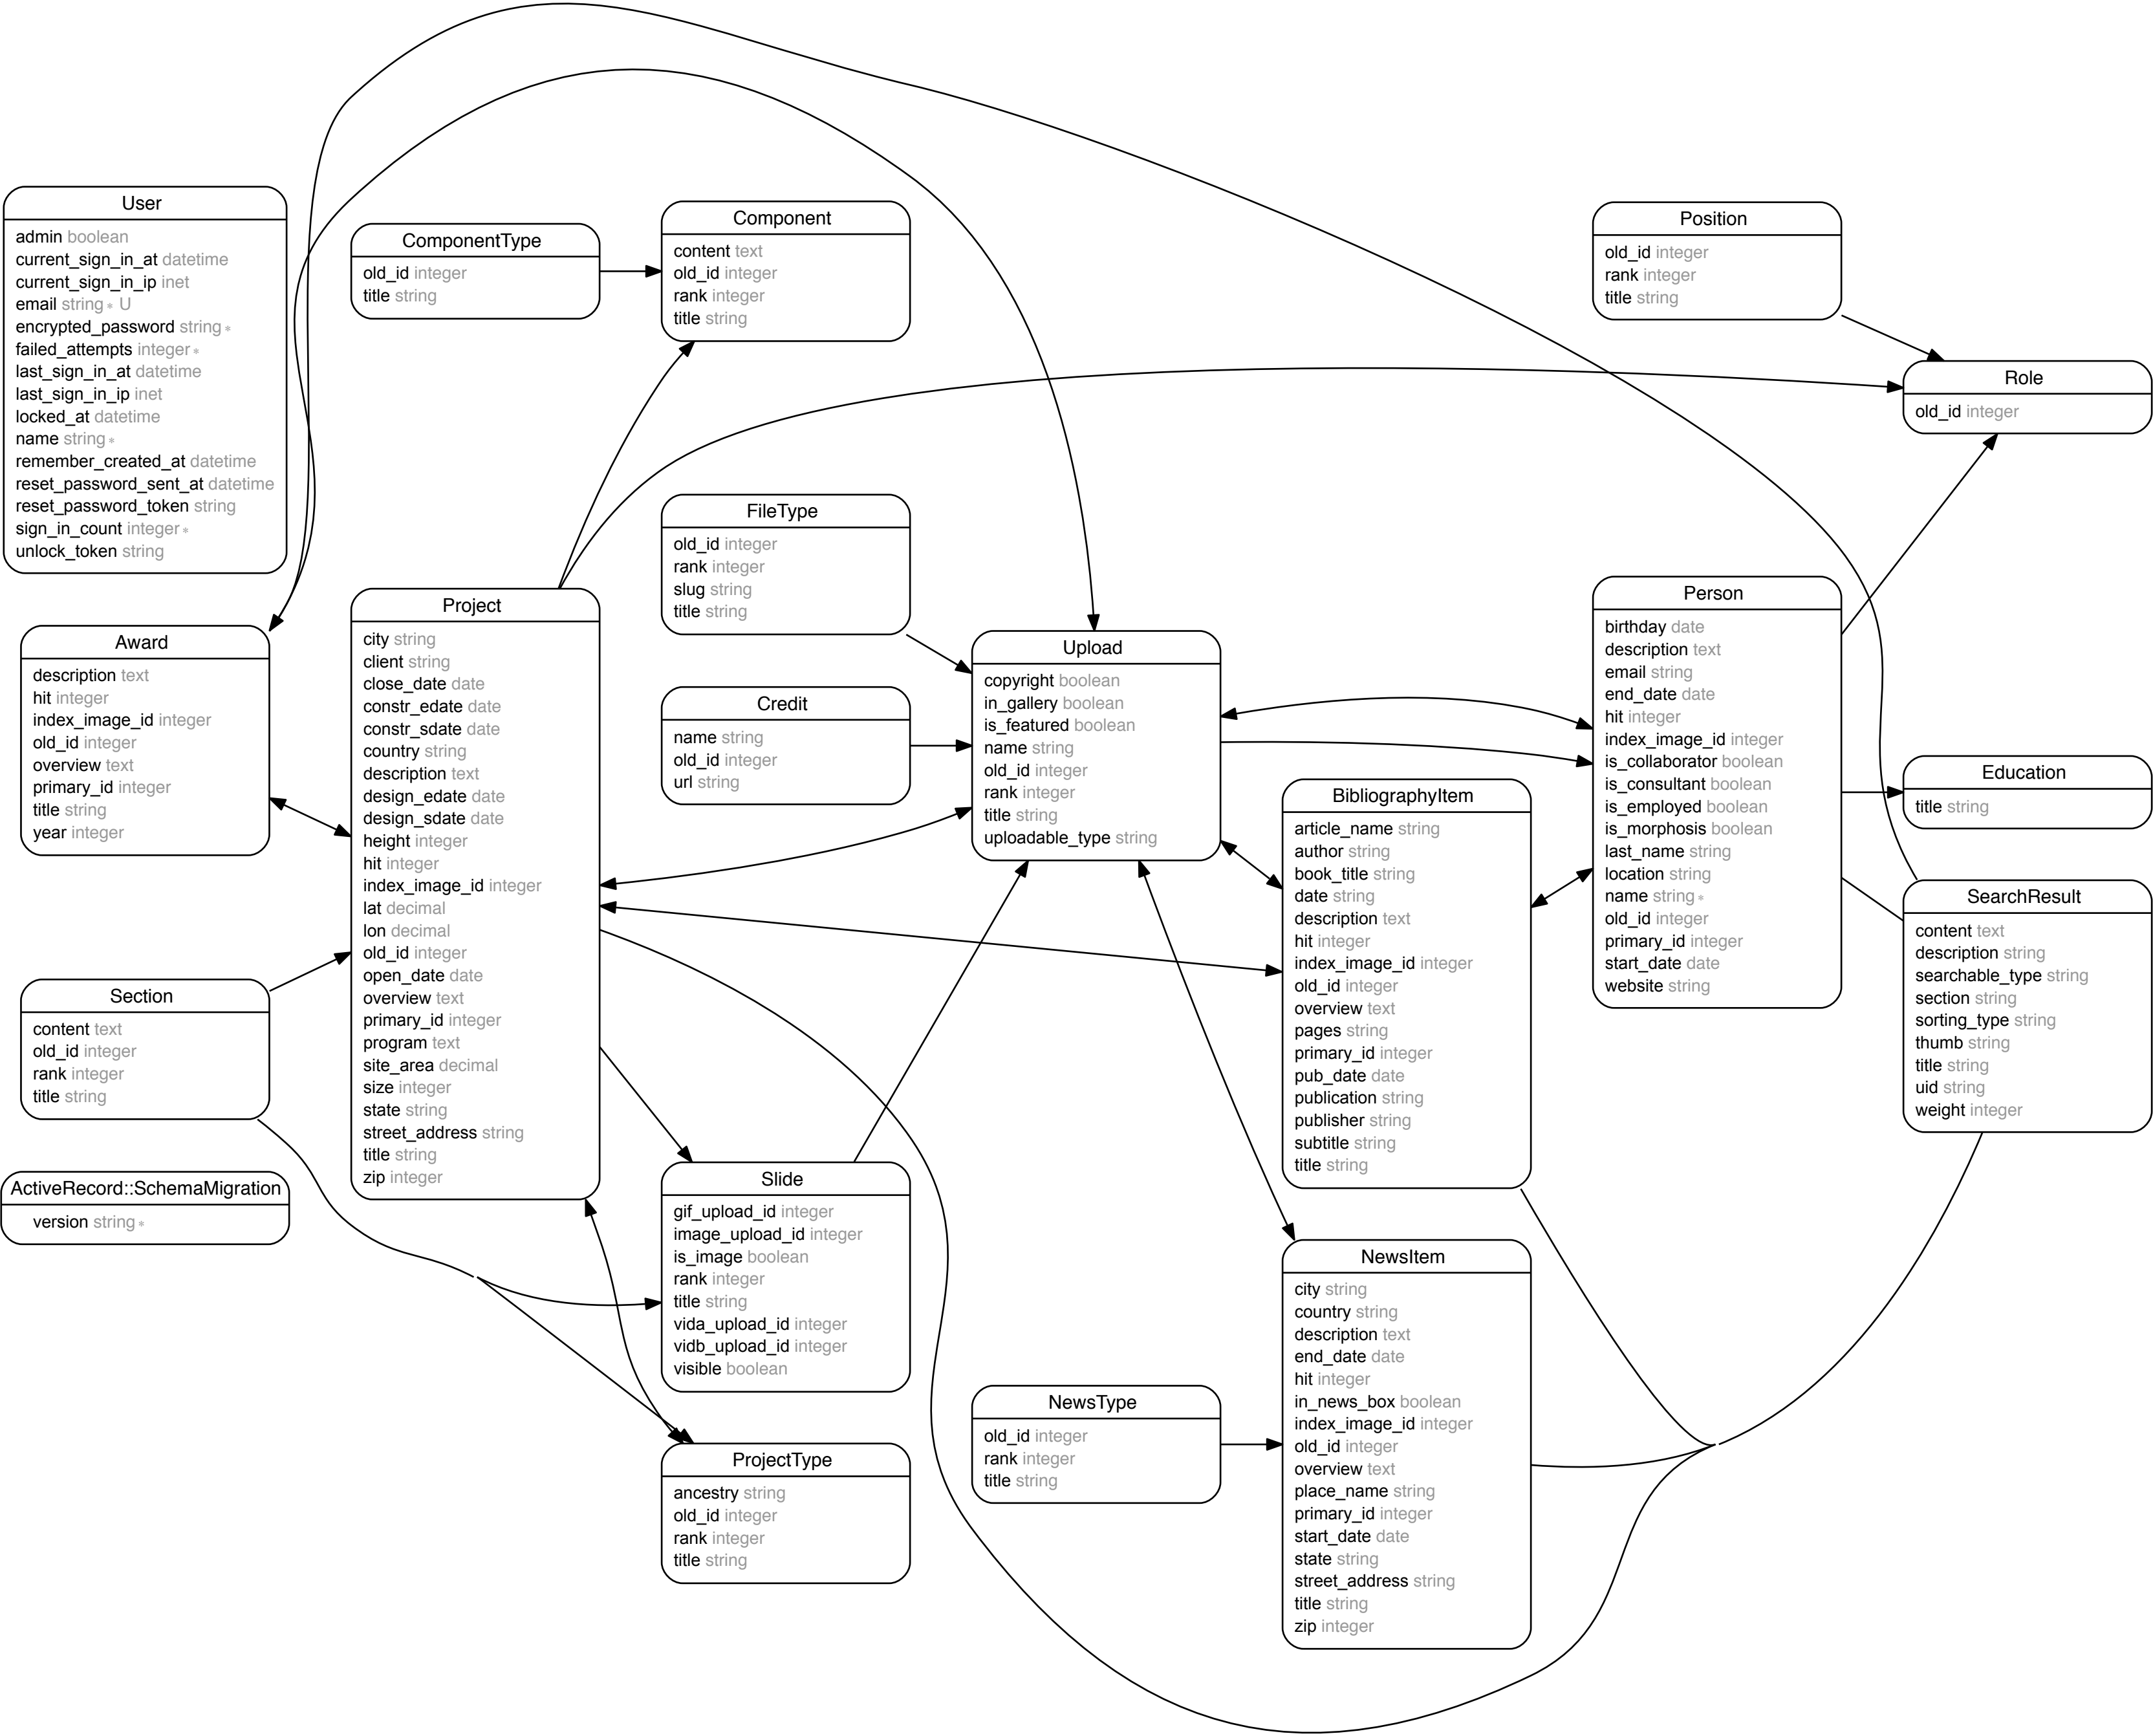 User
admin boolean
current_sign_in_at datetime
current_sign_in_ip inet
email string * U
encrypted_password string *
failed_attempts integer *
last_sign_in_at datetime
last_sign_in_ip inet
locked_at datetime
name string *
remember_created_at datetime
reset_password_sent_at datetime
reset_password_token string
sign_in_count integer *
unlock_token string
Award
description text
hit integer
index_image_id integer
old_id integer
overview text
primary_id integer
title string
year integer
Section
content text
old_id integer
rank integer
title string
ActiveRecord::SchemaMigration
version string *
ComponentType
old_id integer
title string
Project
city string
client string
close_date date
constr_edate date
constr_sdate date
country string
description text
design_edate date
design_sdate date
height integer
hit integer
index_image_id integer
lat decimal
lon decimal
old_id integer
open_date date
overview text
primary_id integer
program text
site_area decimal
size integer
state string
street_address string
title string
zip integer
Component
content text
old_id integer
rank integer
title string
FileType
old_id integer
rank integer
slug string
title string
Credit
name string
old_id integer
url string
Slide
gif_upload_id integer
image_upload_id integer
is_image boolean
rank integer
title string
vida_upload_id integer
vidb_upload_id integer
visible boolean
ProjectType
ancestry string
old_id integer
rank integer
title string
Upload
copyright boolean
in_gallery boolean
is_featured boolean
name string
old_id integer
rank integer
title string
uploadable_type string
NewsType
old_id integer
rank integer
title string
BibliographyItem
article_name string
author string
book_title string
date string
description text
hit integer
index_image_id integer
old_id integer
overview text
pages string
primary_id integer
pub_date date
publication string
publisher string
subtitle string
title string
NewsItem
city string
country string
description text
end_date date
hit integer
in_news_box boolean
index_image_id integer
old_id integer
overview text
place_name string
primary_id integer
start_date date
state string
street_address string
title string
zip integer
Position
old_id integer
rank integer
title string
Person
birthday date
description text
email string
end_date date
hit integer
index_image_id integer
is_collaborator boolean
is_consultant boolean
is_employed boolean
is_morphosis boolean
last_name string
location string
name string *
old_id integer
primary_id integer
start_date date
website string
Role
old_id integer
Education
title string
SearchResult
content text
description string
searchable_type string
section string
sorting_type string
thumb string
title string
uid string
weight integer